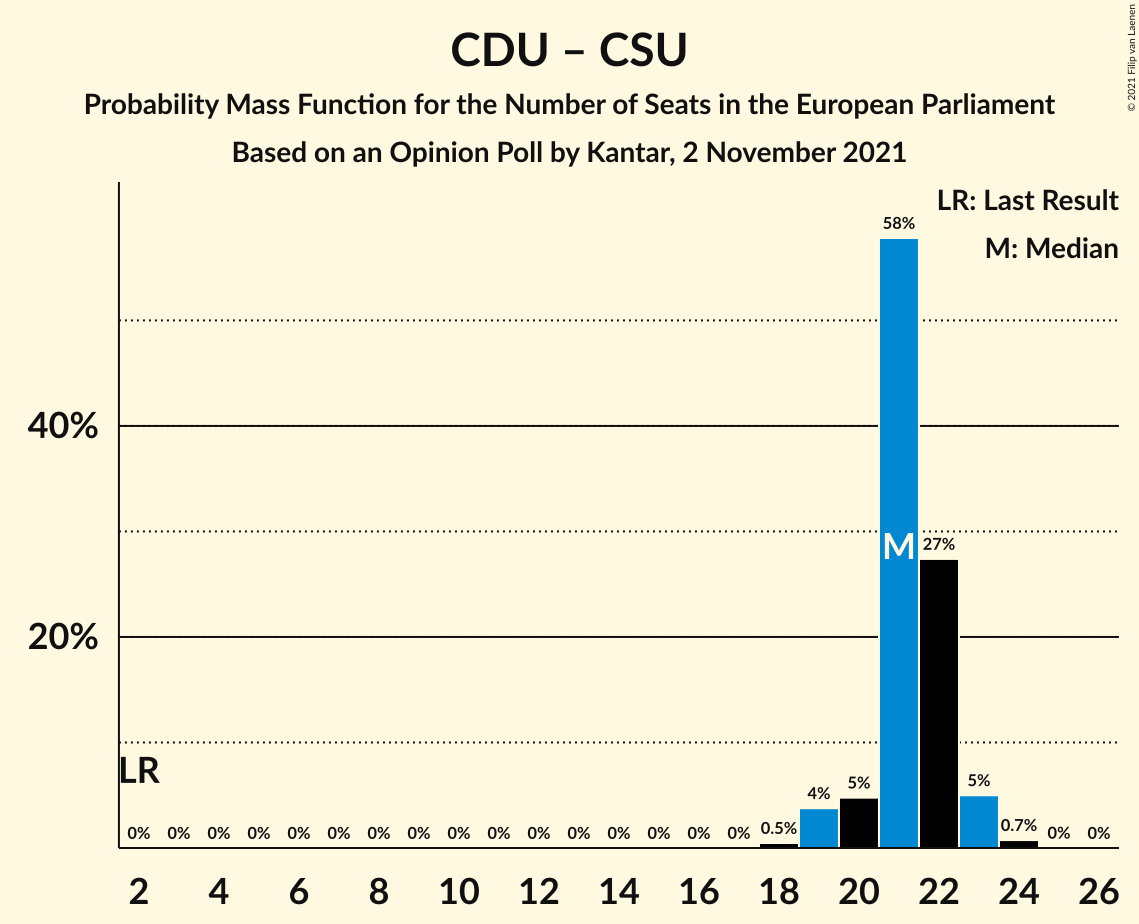 CDU – CSU
Probability Mass Function for the Number of Seats in the European Parliament
Based on an Opinion Poll by Kantar, 2 November 2021
© 2021 Filip van Laenen
LR: Last Result
M: Median
58%
40%
M
27%
20%
LR
0% 0% 0% 0% 0% 0% 0% 0% 0% 0% 0% 0% 0% 0% 0% 0% 0.5% 4% 5% 5% 0.7% 0% 0%
2 4 6 8 10 12 14 16 18 20 22 24 26